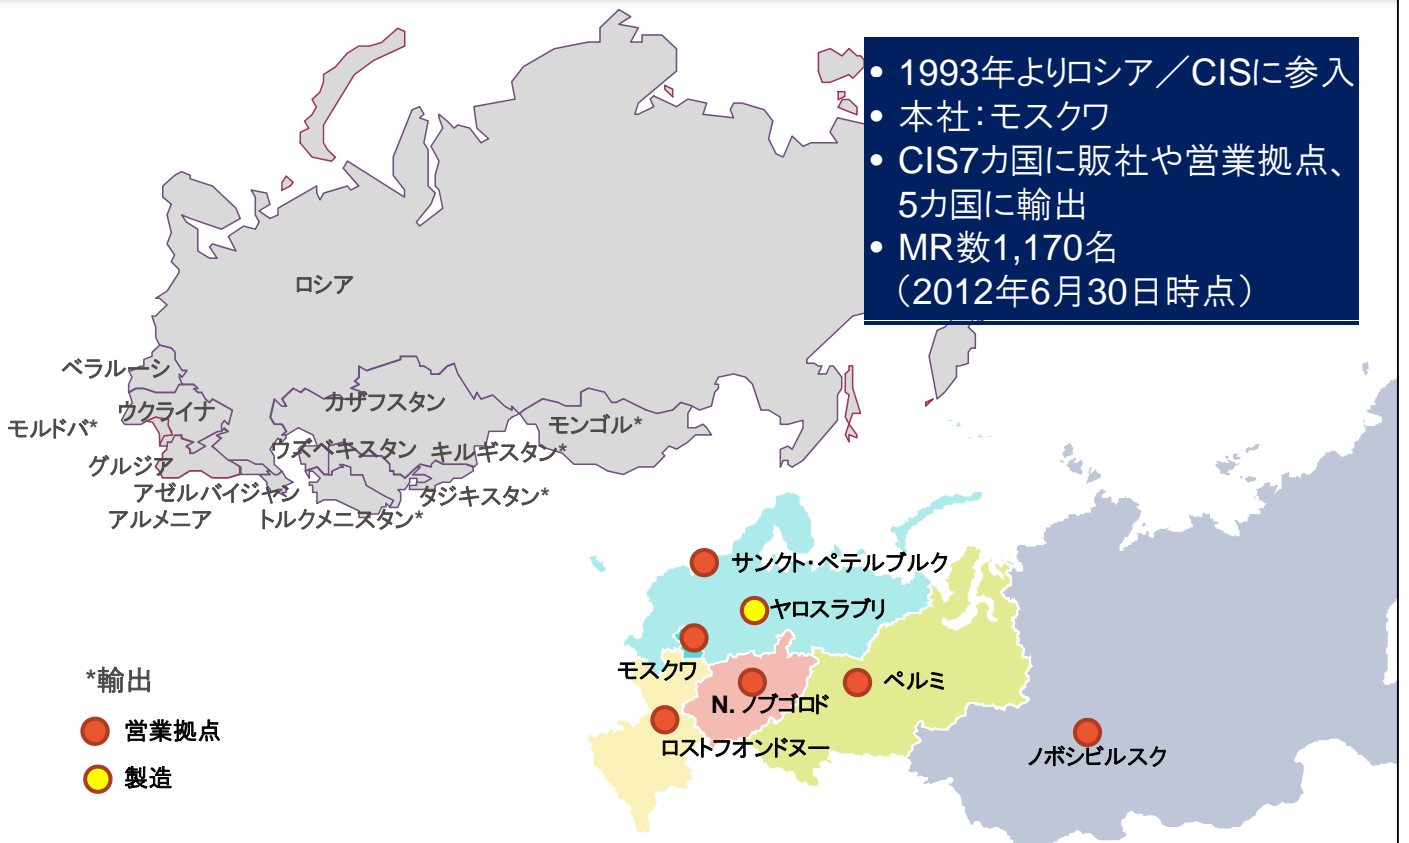 • 1993年よりロシア／CISに参入
• 本社：モスクワ
• CIS7カ国に販社や営業拠点、
5カ国に輸出
• MR数1,170名
（2012年6月30日時点）
ロシア
ベラルーシ
カザフスタン
ウクライナ
モンゴル*
モルドバ*
ウズベキスタン
キルギスタン*
グルジア
アゼルバイジャン
タジキスタン*
アルメニア
トルクメニスタン*
サンクト・ペテルブルク
ヤロスラブリ
モスクワ
ペルミ
N. ノブゴロド
ロストフオンドヌー
ノボシビルスク
*輸出
営業拠点
製造